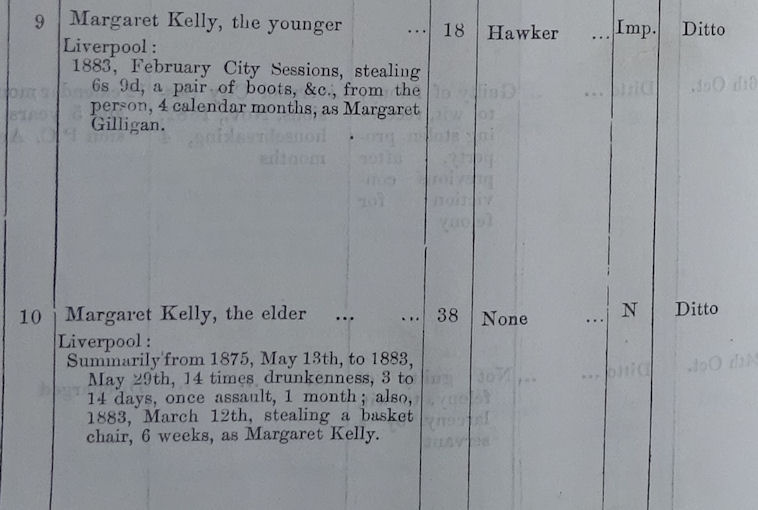 9 Margaret Kelly, the younger ... 18 Hawker ... Imp. Ditto
Liverpool :
1883, February City Sessions, stealing
6s 9d, a pair of boots, &c., from the
person, 4 calendar months, as Margaret
Gilligan.
10 Margaret Kelly, the elder ... ... 38 None ... N Ditto
Liverpool :
Summarily from 1875, May 13th, to 1883,
May 29th, 14 times drunkenness, 3 to
14 days, once assault, 1 month ; also,
1883, March 12th, stealing a basket
chair, 6 weeks, as Margaret Kelly.